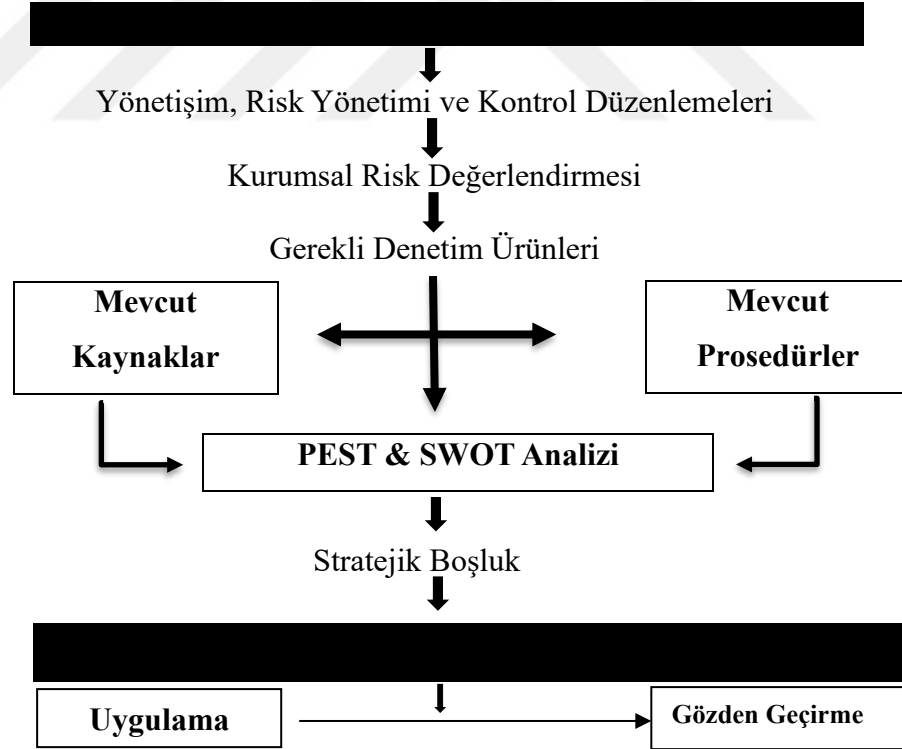 Yönetişim, Risk Yönetimi ve Kontrol Düzenlemeleri
Kurumsal Risk Değerlendirmesi
Gerekli Denetim Ürünleri
Mevcut
Kaynaklar
Mevcut
Prosedürler
PEST & SWOT Analizi
Stratejik Boşluk
Uygulama
Gözden Geçirme